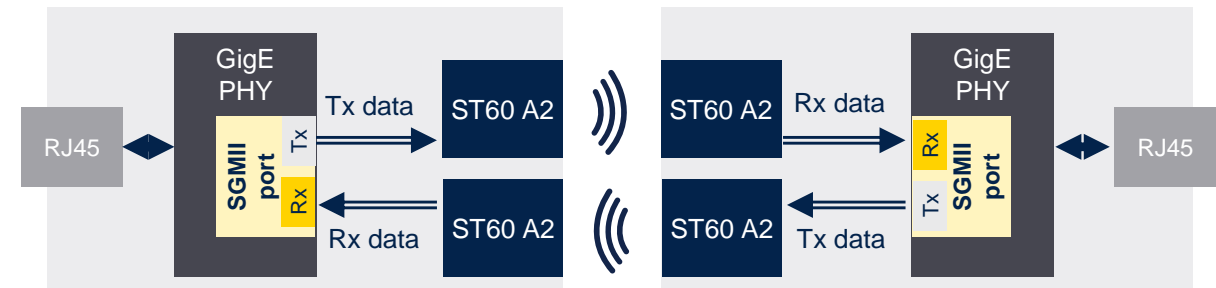 RJ45
GigE
PHY
SGMII
port
Tx
Rx
Tx data
Rx data
ST60 A2
ST60 A2
ST60 A2
ST60 A2
Rx data
Tx data
GigE
PHY
Rx
Tx
SGMII
port
RJ45